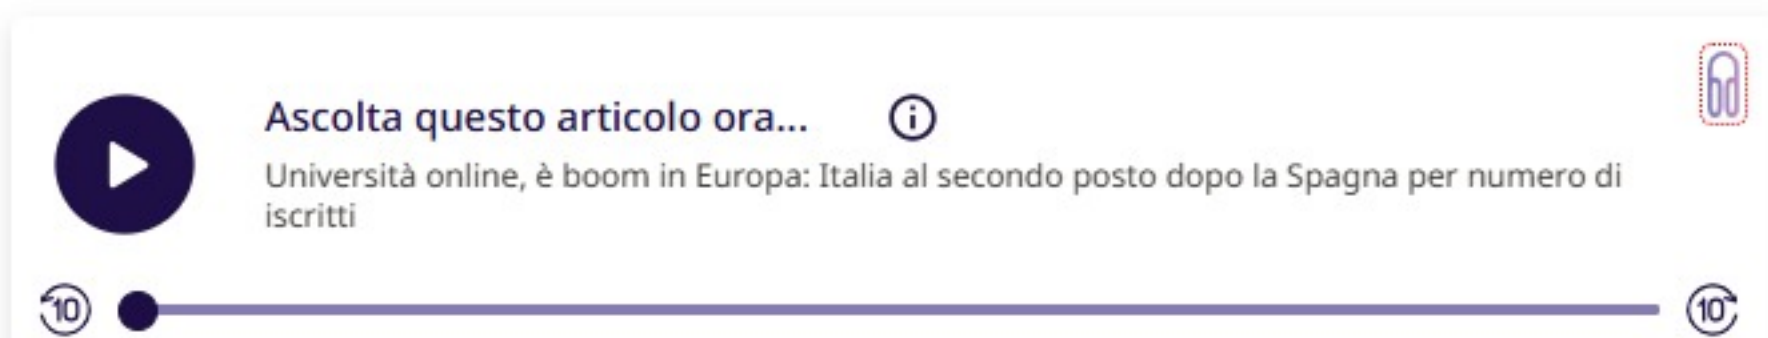 Ascolta questo articolo ora...
Università online, è boom in Europa: Italia al secondo posto dopo la Spagna per numero di
iscritti
10 10